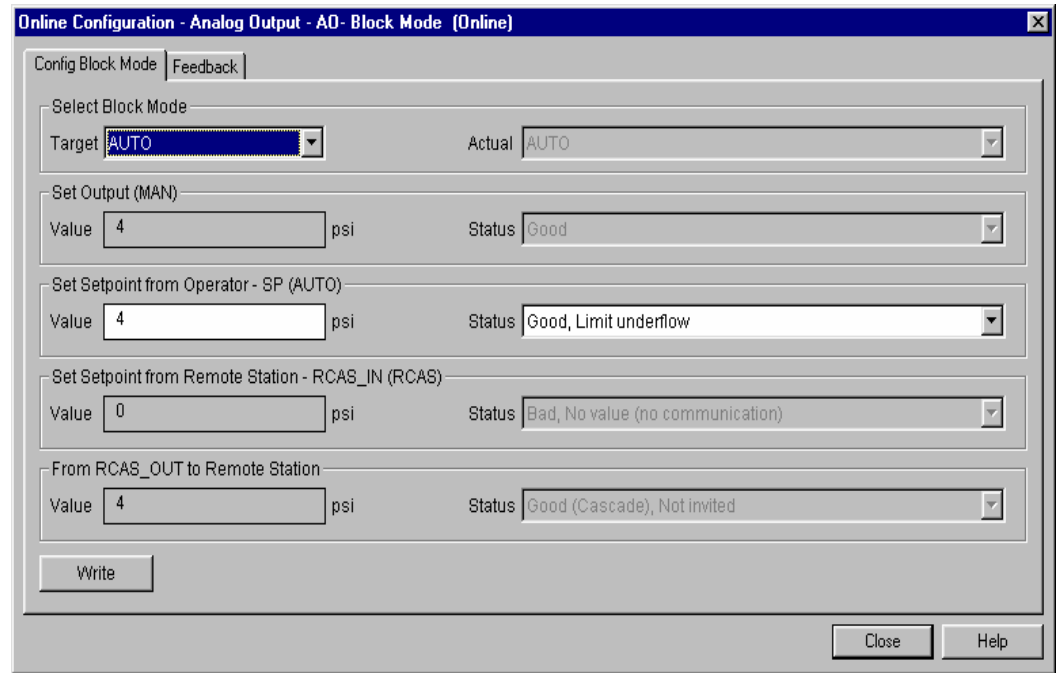 Online Configuration - Analog Output - AO- Block Mode (Online)
Config Block Mode Feedback
Select Block Mode
Target AUTO Actual AUTO
Set Output (MAN)
Value 4 psi Status Good
Set Setpoint from Operator - SP (AUTO)
Value 4 psi Status Good, Limit underflow
Set Setpoint from Remote Station - RCAS_IN (RCAS)
Value 0 psi Status Bad, No value (no communication)
From RCAS_OUT to Remote Station
Value 4 psi Status Good (Cascade), Not invited
Write
Close Help